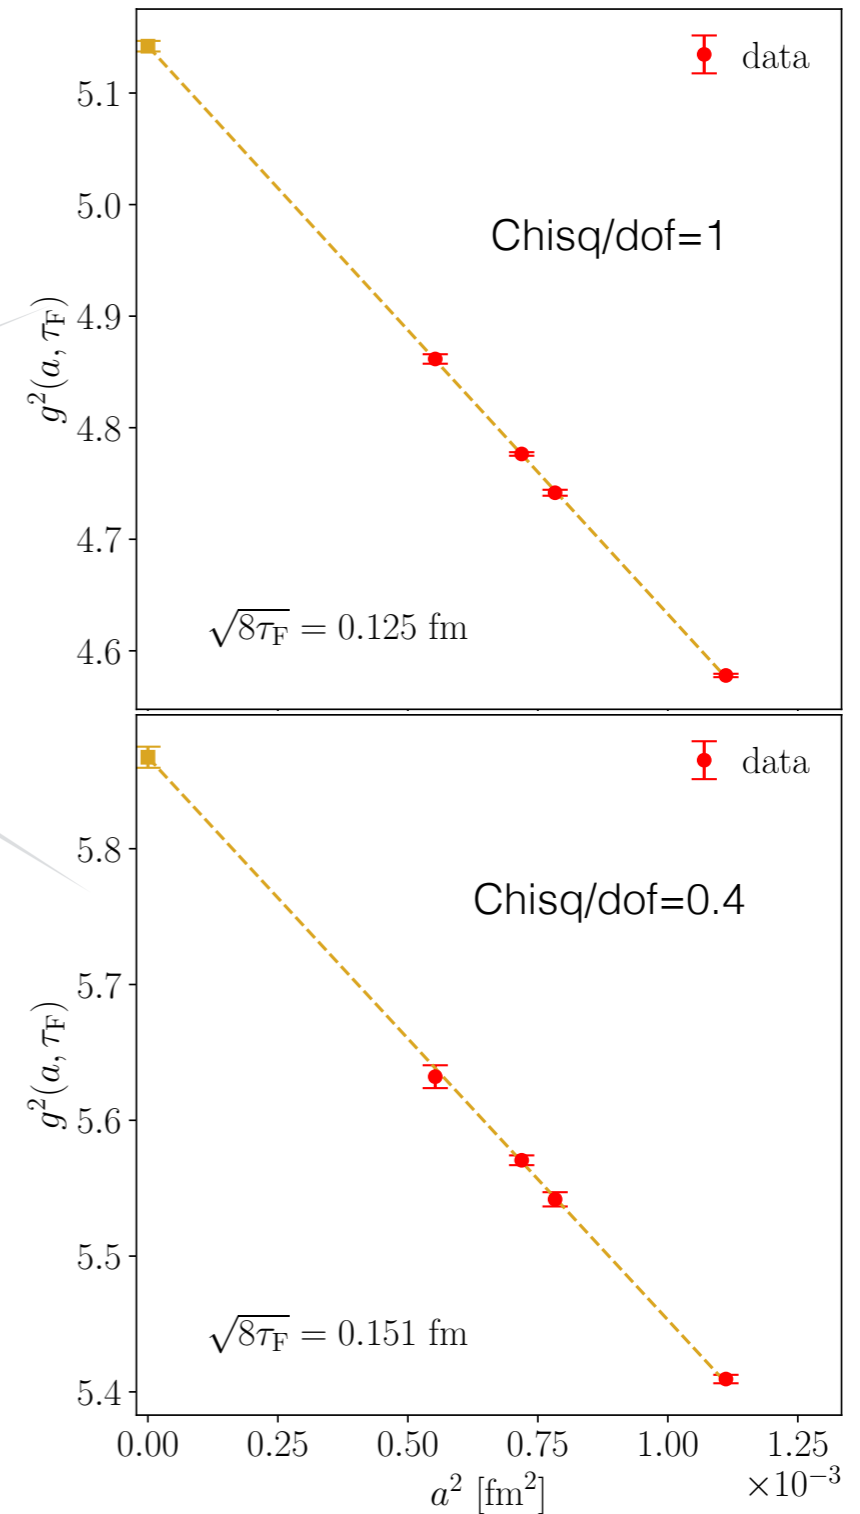 data
5.1
5.0
Chisq/dof=1
4.9
g²(a, τ_F)
4.8
4.7
√8τ_F = 0.125 fm
4.6
data
5.8
Chisq/dof=0.4
5.7
g²(a, τ_F)
5.6
5.5
√8τ_F = 0.151 fm
5.4
0.00 0.25 0.50 0.75 1.00 1.25
×10⁻³
a² [fm²]